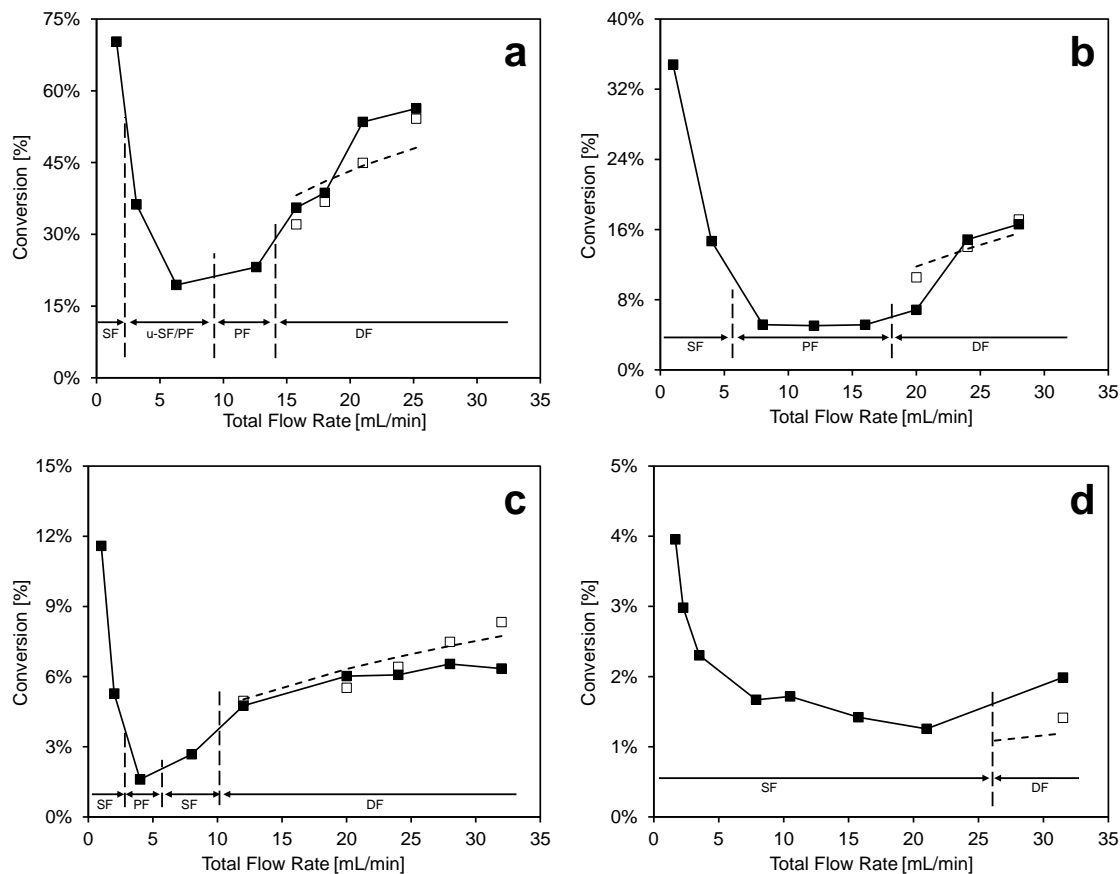 a
75%
60%
45%
30%
15%
0%
Conversion [%]
SF
u-SF/PF
PF
DF
0 5 10 15 20 25 30 35
Total Flow Rate [mL/min]
b
40%
32%
24%
16%
8%
0%
Conversion [%]
SF
PF
DF
0 5 10 15 20 25 30 35
Total Flow Rate [mL/min]
c
15%
12%
9%
6%
3%
0%
Conversion [%]
SF
PF
SF
DF
0 5 10 15 20 25 30 35
Total Flow Rate [mL/min]
d
5%
4%
3%
2%
1%
0%
Conversion [%]
SF
DF
0 5 10 15 20 25 30 35
Total Flow Rate [mL/min]